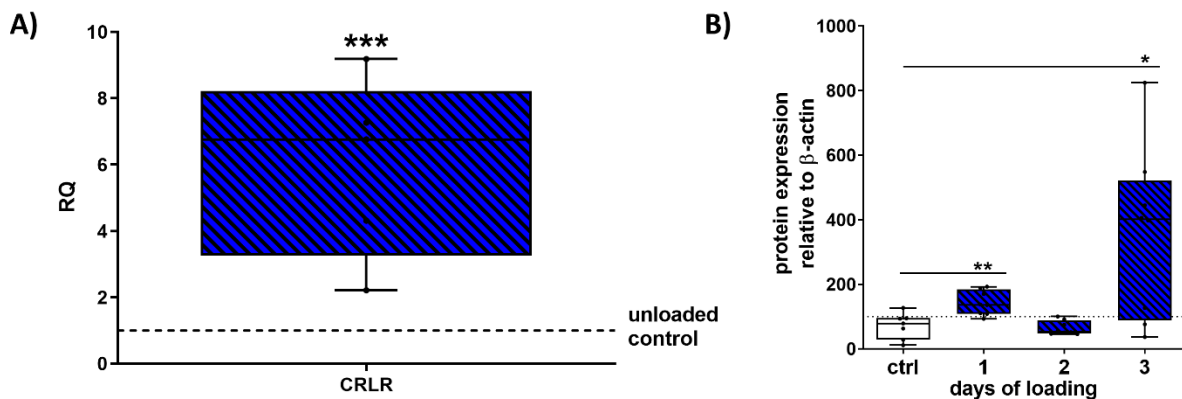 A)
***
10
8
6
4
2
0
RQ
CRLR
unloaded
control
B)
protein expression
relative to β-actin
1000
800
600
400
200
0
*
**
ctrl 1 2 3
days of loading